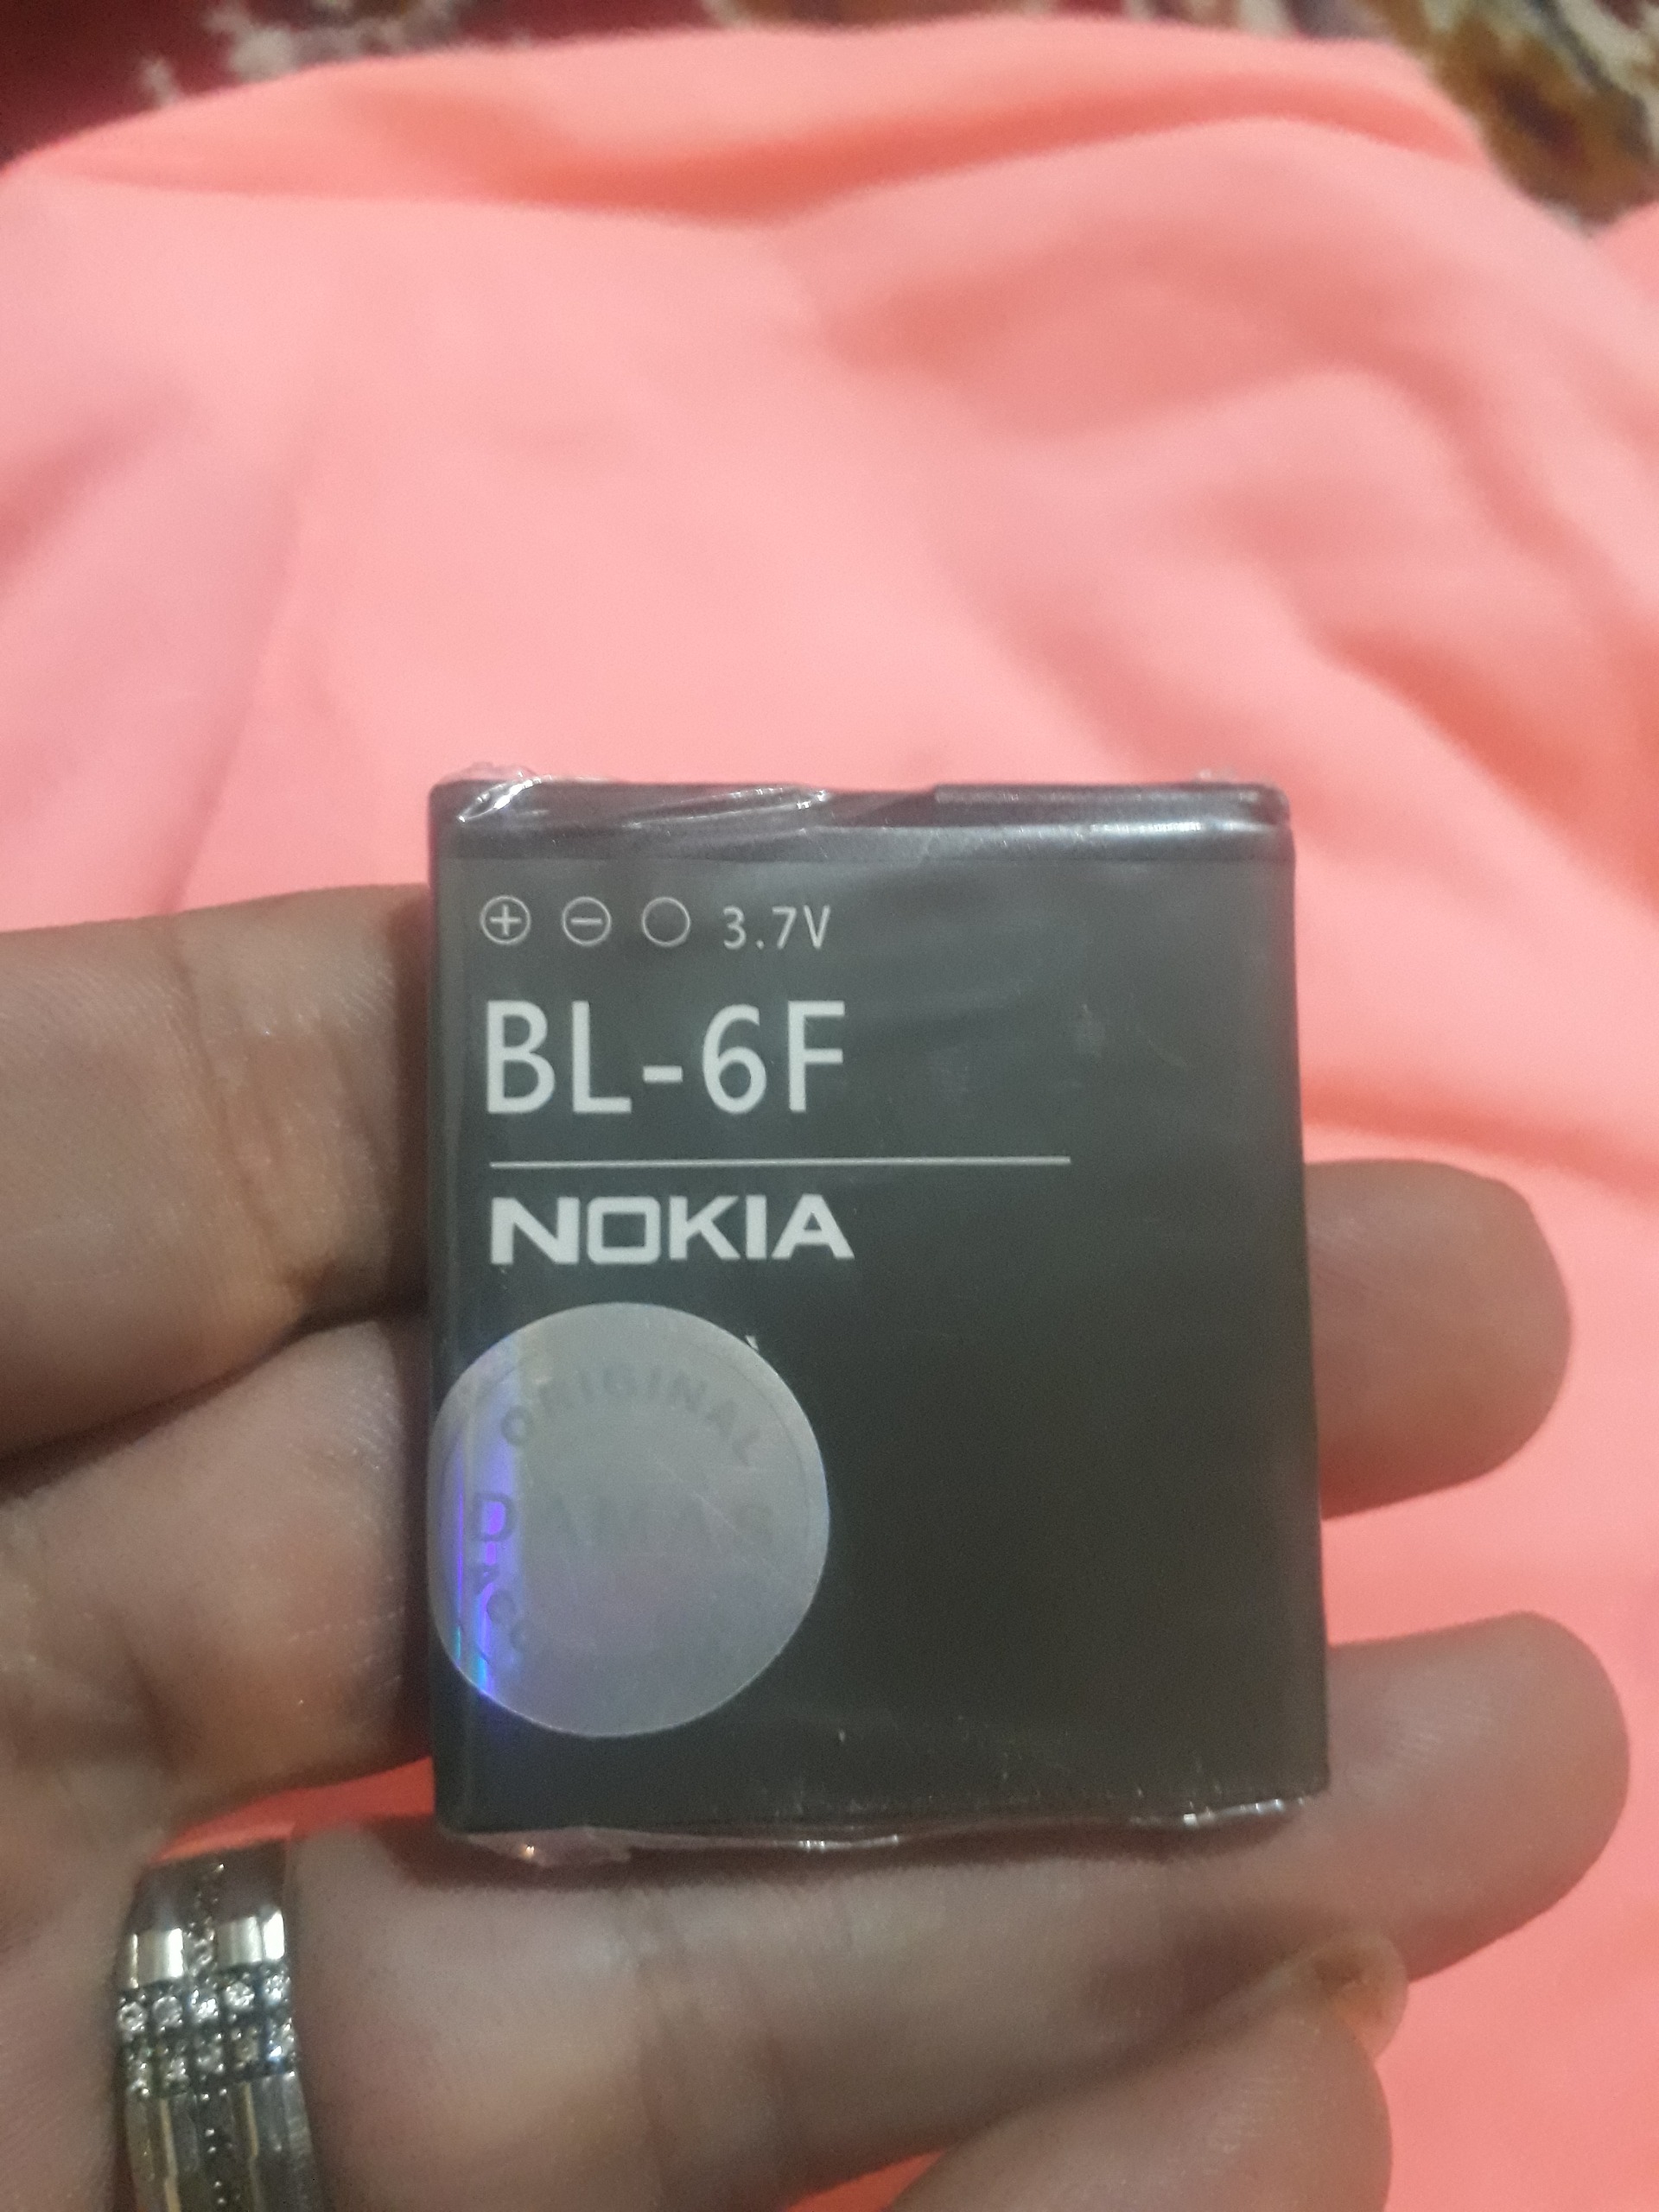 ⊕ ⊖ ○ 3.7V
BL-6F
NOKIA
ORIGINAL